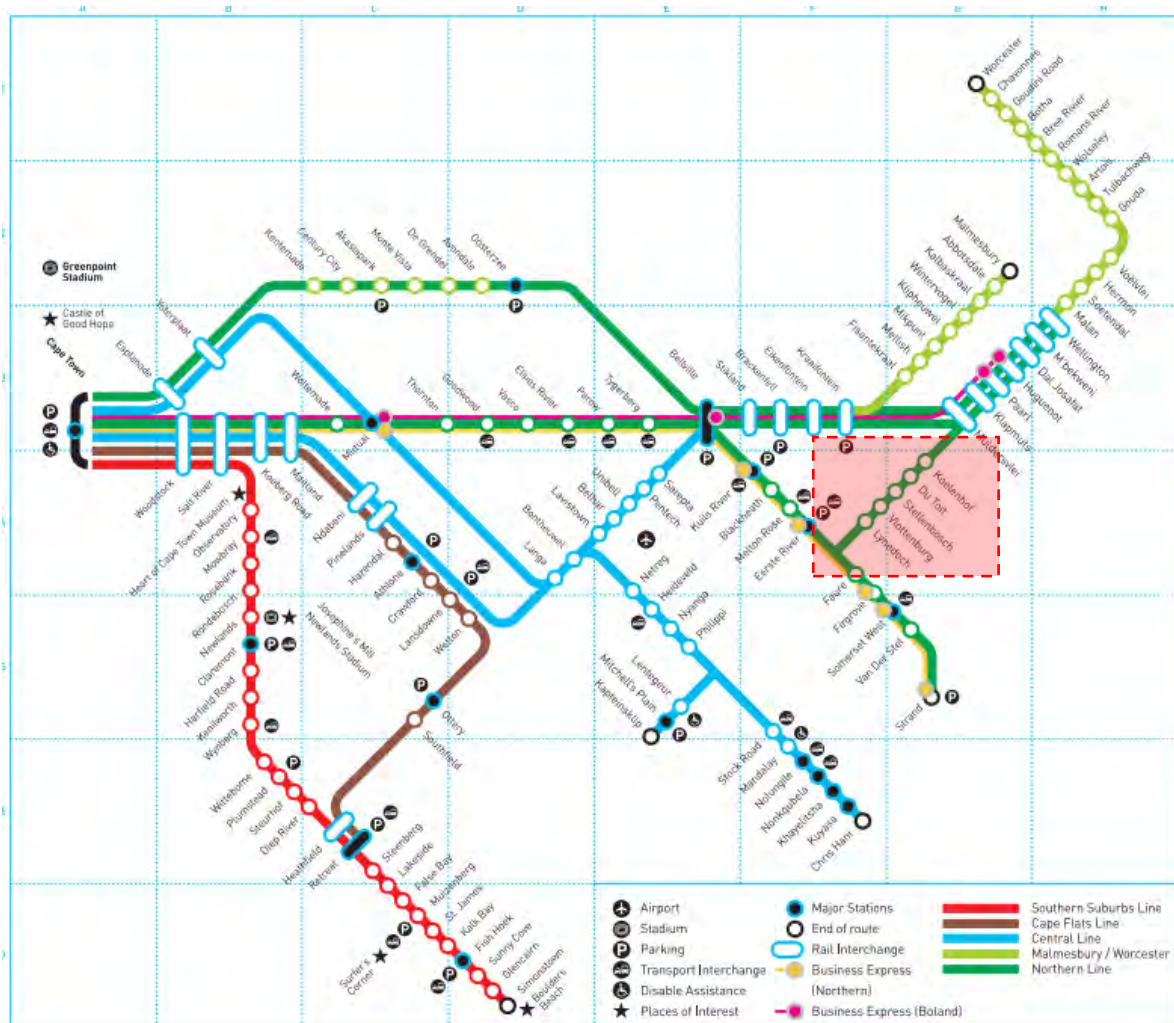 Worcester
Chavonnes
Goudini Road
Botha
Bree Rivier
Romans River
Wolseley
Artois
Tulbachweg
Gouda
Voëlvlei
Hermon
Soetendal
Malan
Wellington
M'bekweni
Dal Josafat
Huguenot
Paarl
Klapmuts
Muldersvlei
Malmesbury
Abbotsdale
Kalbaskraal
Wintervogel
Klipheuwel
Mikpunt
Mellish
Fisantekraal
Greenpoint
Stadium
Castle of
Good Hope
Cape Town
Esplanade
Ysterplaat
Kentemade
Century City
Akasiapark
Monte Vista
De Grendel
Avondale
Oosterzee
Woltemade
Mutual
Thornton
Goodwood
Vasco
Elsies River
Parow
Tygerberg
Bellville
Stikland
Brackenfell
Eikenfontein
Kraaifontein
Woodstock
Salt River
Koeberg Road
Maitland
Ndabeni
Pinelands
Hazendal
Athlone
Crawford
Lansdowne
Wetton
Ottery
Southfield
Heart of Cape Town Museum
Observatory
Mowbray
Rosebank
Rondebosch
Newlands
Josephine's Mill
Newlands Stadium
Claremont
Harfield Road
Kenilworth
Wynberg
Wittebome
Plumstead
Steurhof
Diep River
Heathfield
Retreat
Steenberg
Lakeside
False Bay
Muizenberg
St. James
Kalk Bay
Fish Hoek
Sunny Cove
Glencairn
Simonstown
Boulder's
Beach
Surfer's
Corner
Langa
Bonteheuwel
Lavistown
Belhar
Unibell
Pentech
Sarepta
Netreg
Heideveld
Nyanga
Philippi
Lentegeur
Mitchell's Plain
Kapteinsklip
Stock Road
Mandalay
Nolungile
Nonkqubela
Khayelitsha
Kuyasa
Chris Hani
Kuils River
Blackheath
Melton Rose
Eerste River
Koelenhof
Du Toit
Stellenbosch
Vlottenburg
Lynedoch
Faure
Firgrove
Somerset West
Van Der Stel
Strand
Airport
Stadium
Parking
Transport Interchange
Disable Assistance
Places of Interest
Major Stations
End of route
Rail Interchange
Business Express
(Northern)
Business Express (Boland)
Southern Suburbs Line
Cape Flats Line
Central Line
Malmesbury / Worcester
Northern Line